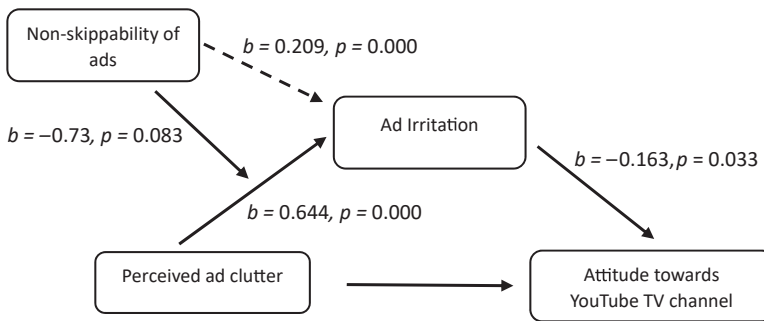 Non-skippability of
ads
b = 0.209, p = 0.000
Ad Irritation
b = −0.73, p = 0.083
b = −0.163, p = 0.033
b = 0.644, p = 0.000
Perceived ad clutter
Attitude towards
YouTube TV channel